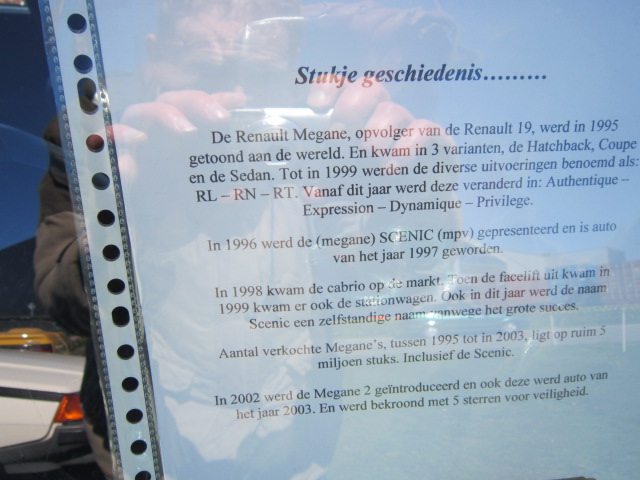 Stukje geschiedenis………
De Renault Megane, opvolger van de Renault 19, werd in 1995
getoond aan de wereld. En kwam in 3 varianten, de Hatchback, Coupe
en de Sedan. Tot in 1999 werden de diverse uitvoeringen benoemd als:
RL – RN – RT. Vanaf dit jaar werd deze veranderd in: Authentique –
Expression – Dynamique – Privilege.
In 1996 werd de (megane) SCENIC (mpv) gepresenteerd en is auto
van het jaar 1997 geworden.
In 1998 kwam de cabrio op de markt. Toen de facelift uit kwam in
1999 kwam er ook de stationwagen. Ook in dit jaar werd de naam
Scenic een zelfstandige naam vanwege het grote succes.
Aantal verkochte Megane's, tussen 1995 tot in 2003, ligt op ruim 5
miljoen stuks. Inclusief de Scenic.
In 2002 werd de Megane 2 geïntroduceerd en ook deze werd auto van
het jaar 2003. En werd bekroond met 5 sterren voor veiligheid.